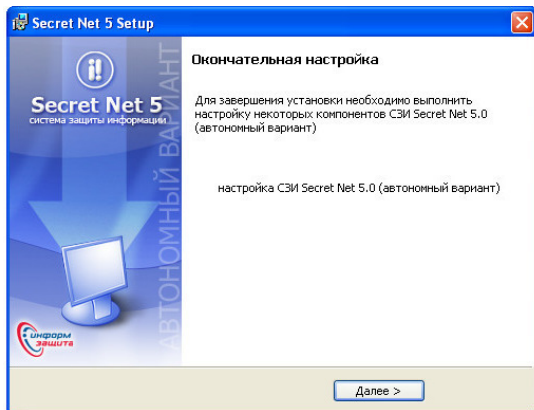 Secret Net 5 Setup
Окончательная настройка
Secret Net 5
система защиты информации
АВТОНОМНЫЙ ВАРИАНТ
Для завершения установки необходимо выполнить
настройку некоторых компонентов СЗИ Secret Net 5.0
(автономный вариант)
настройка СЗИ Secret Net 5.0 (автономный вариант)
информ
защита
Далее >